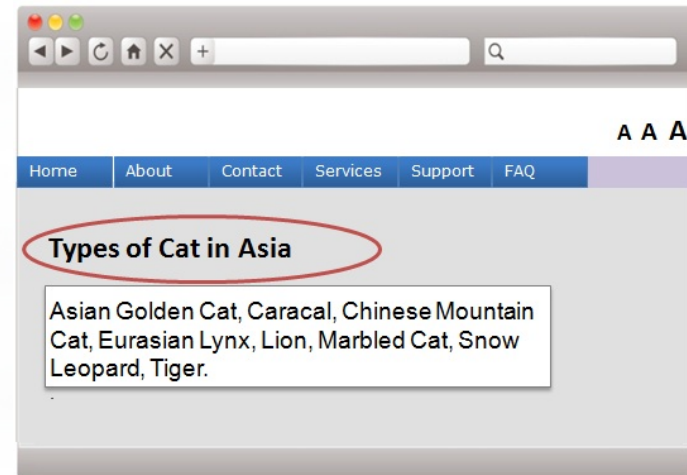 A A A
Home About Contact Services Support FAQ
Types of Cat in Asia
Asian Golden Cat, Caracal, Chinese Mountain
Cat, Eurasian Lynx, Lion, Marbled Cat, Snow
Leopard, Tiger.